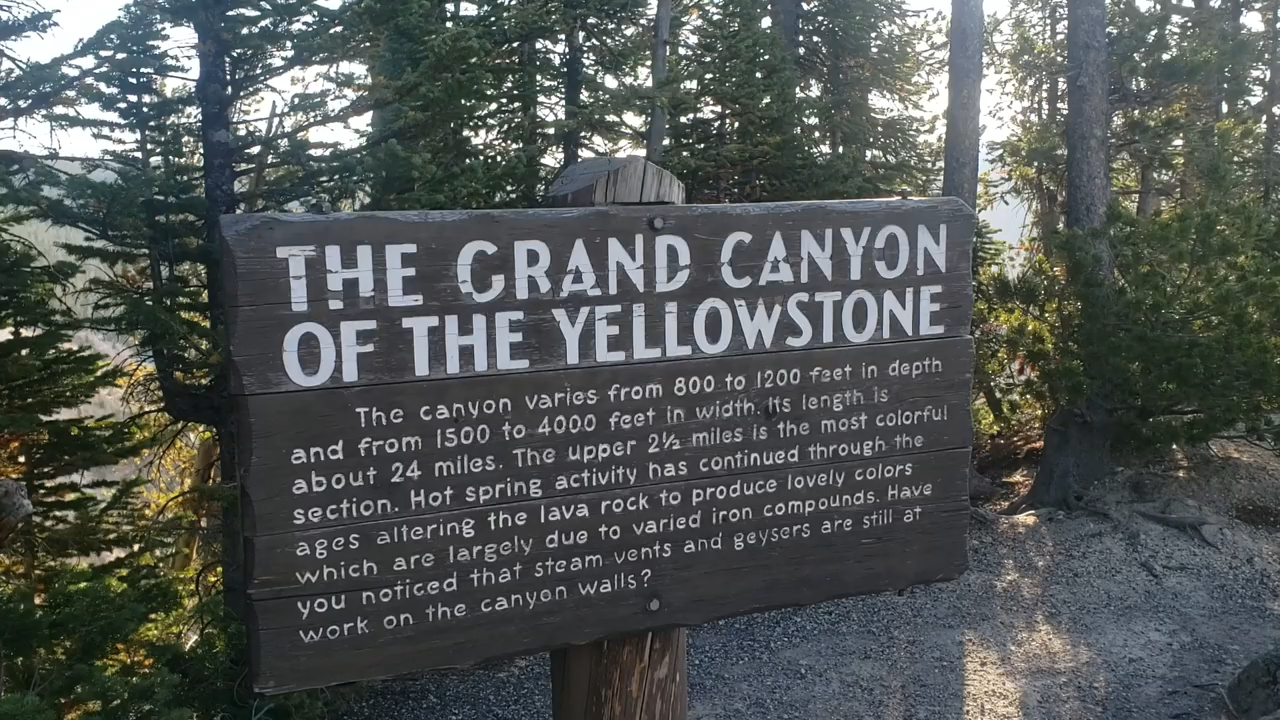 THE GRAND CANYON
OF THE YELLOWSTONE
The canyon varies from 800 to 1200 feet in depth
and from 1500 to 4000 feet in width. Its length is
about 24 miles. The upper 2½ miles is the most colorful
section. Hot spring activity has continued through the
ages altering the lava rock to produce lovely colors
which are largely due to varied iron compounds. Have
you noticed that steam vents and geysers are still at
work on the canyon walls?